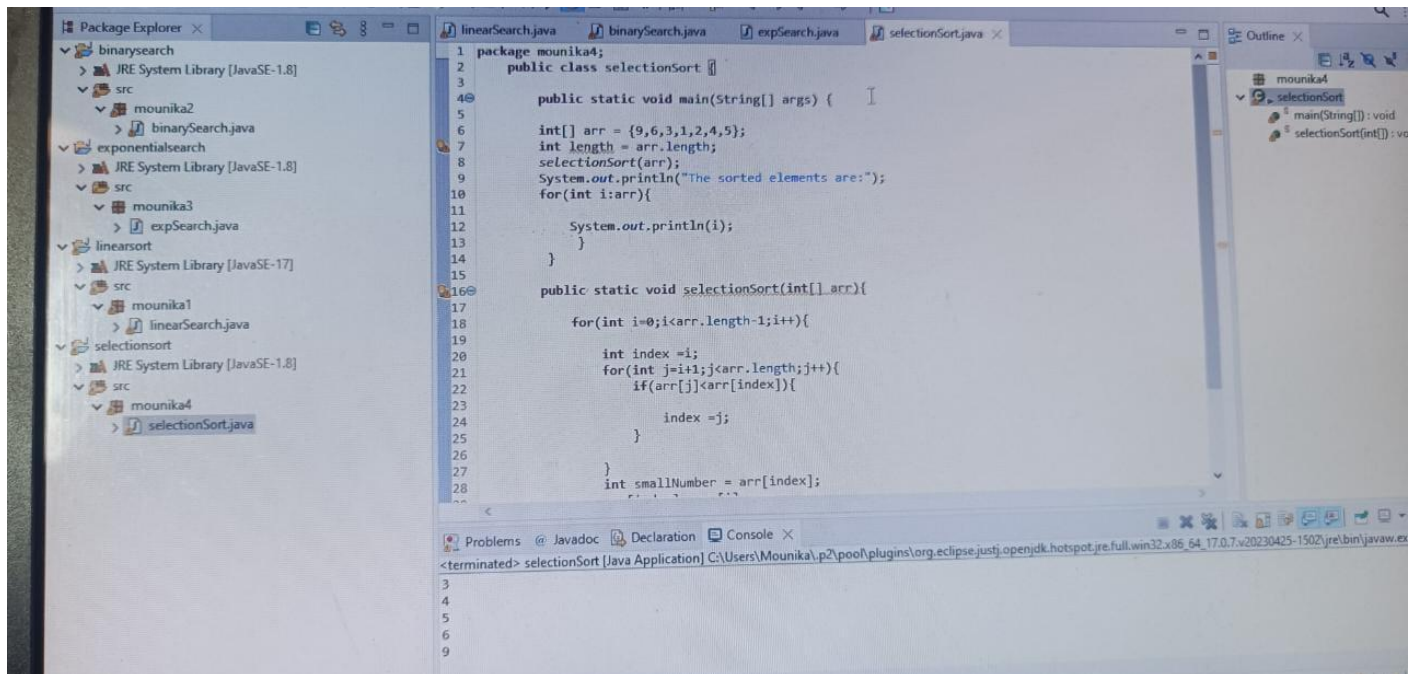 Package Explorer
binarysearch
JRE System Library [JavaSE-1.8]
src
mounika2
binarySearch.java
exponentialsearch
JRE System Library [JavaSE-1.8]
src
mounika3
expSearch.java
linearsort
JRE System Library [JavaSE-17]
src
mounika1
linearSearch.java
selectionsort
JRE System Library [JavaSE-1.8]
src
mounika4
selectionSort.java
linearSearch.java binarySearch.java expSearch.java selectionSort.java
1 package mounika4;
2 public class selectionSort {
3
4 public static void main(String[] args) {
5
6 int[] arr = {9,6,3,1,2,4,5};
7 int length = arr.length;
8 selectionSort(arr);
9 System.out.println("The sorted elements are:");
10 for(int i:arr){
11
12 System.out.println(i);
13 }
14 }
15
16 public static void selectionSort(int[] arr){
17
18 for(int i=0;i<arr.length-1;i++){
19
20 int index =i;
21 for(int j=i+1;j<arr.length;j++){
22 if(arr[j]<arr[index]){
23
24 index =j;
25 }
26
27 }
28 int smallNumber = arr[index];
Outline
mounika4
selectionSort
main(String[]) : void
selectionSort(int[]) : vo
Problems @ Javadoc Declaration Console
<terminated> selectionSort [Java Application] C:\Users\Mounika\.p2\pool\plugins\org.eclipse.justj.openjdk.hotspot.jre.full.win32.x86_64_17.0.7.v20230425-1502\jre\bin\javaw.ex
3
4
5
6
9